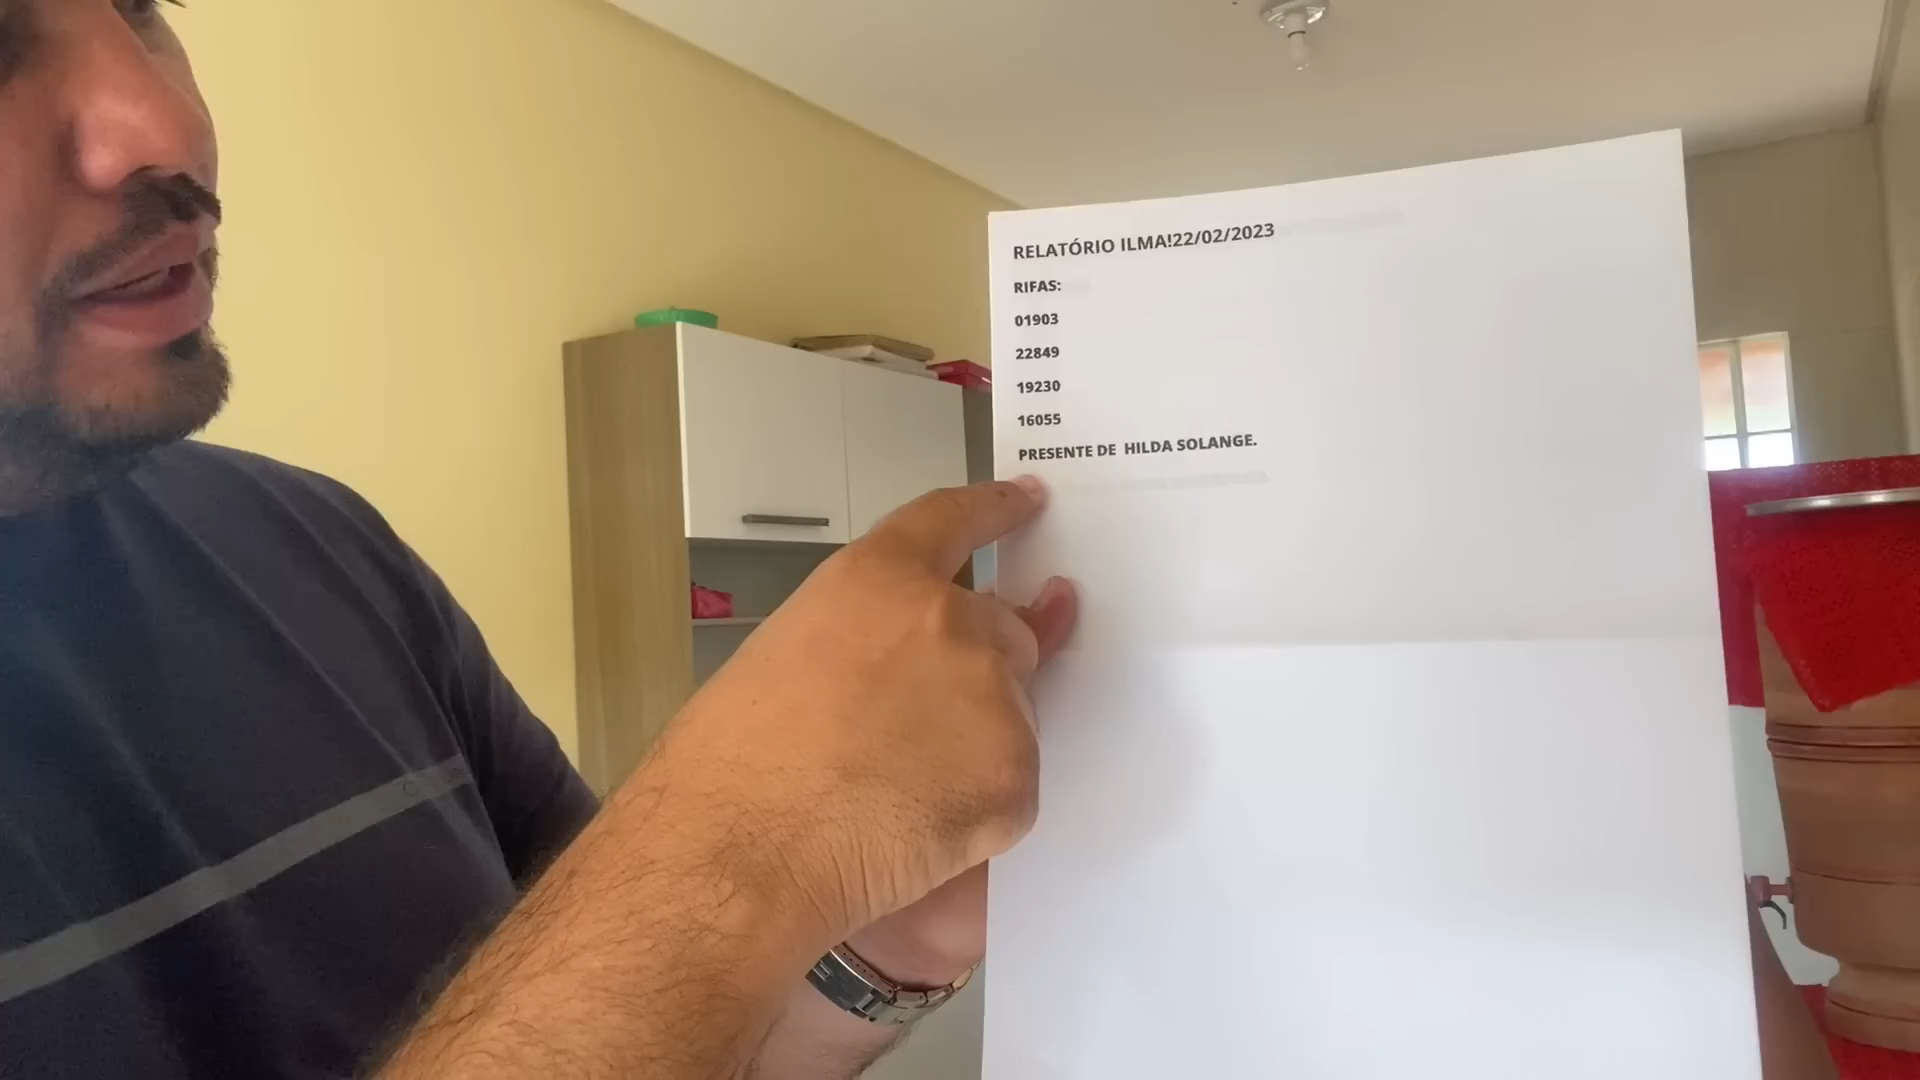 RELATÓRIO ILMA!22/02/2023
RIFAS:
01903
22849
19230
16055
PRESENTE DE HILDA SOLANGE.